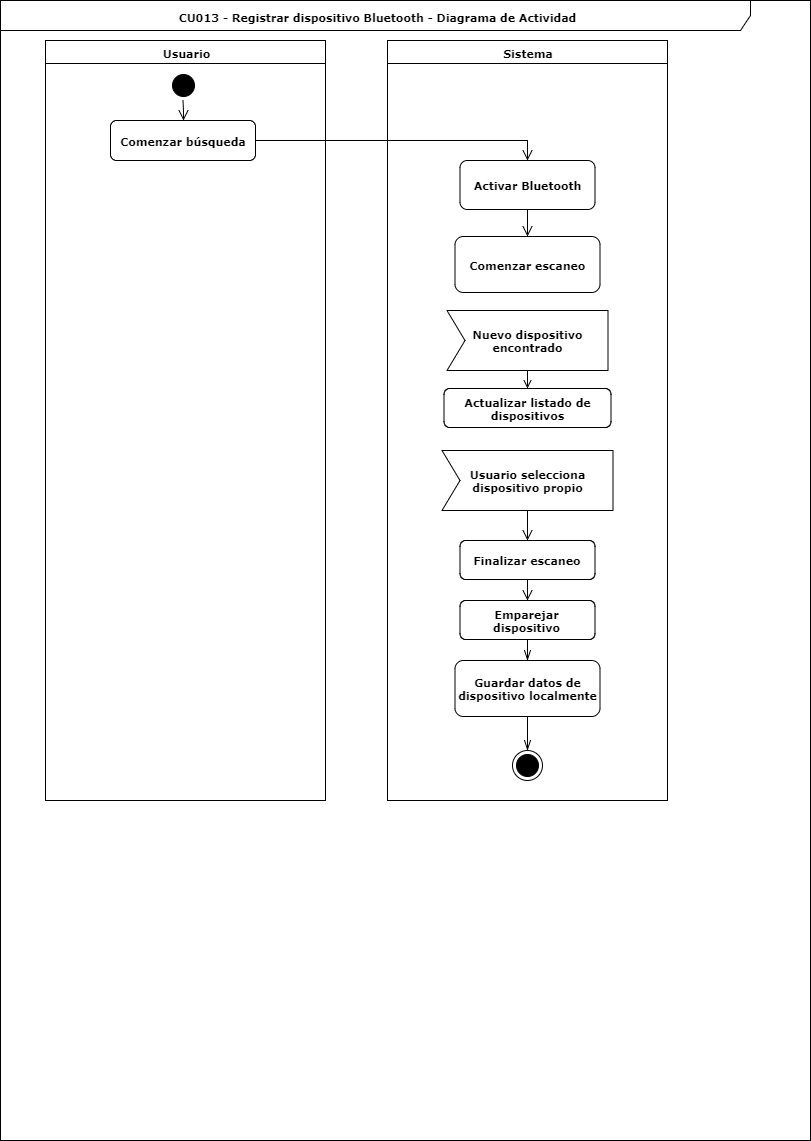 CU013 - Registrar dispositivo Bluetooth - Diagrama de Actividad
Usuario
Sistema
Comenzar búsqueda
Activar Bluetooth
Comenzar escaneo
Nuevo dispositivo
encontrado
Actualizar listado de
dispositivos
Usuario selecciona
dispositivo propio
Finalizar escaneo
Emparejar
dispositivo
Guardar datos de
dispositivo localmente